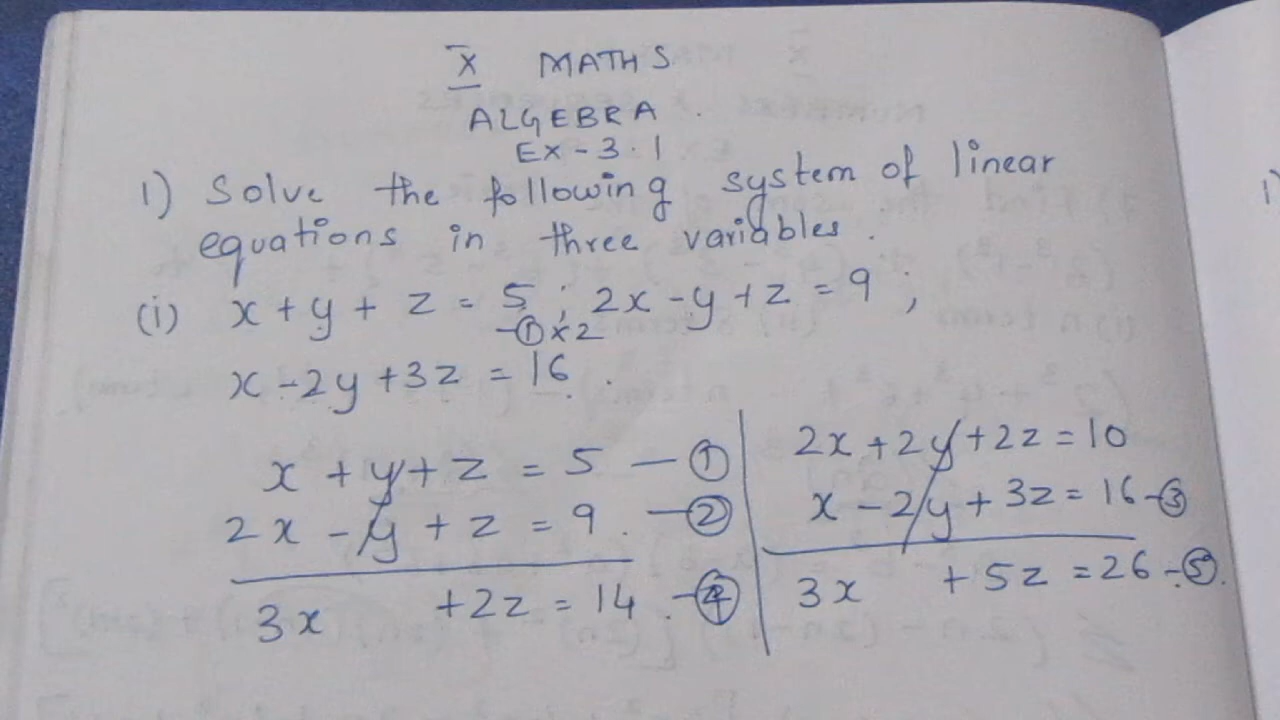 X MATHS
ALGEBRA.
EX-3.1
1) Solve the following system of linear
equations in three variables.
(i) x+y+z=5; 2x-y+z=9;
-①×2
x-2y+3z=16.
x+y+z=5 -①
2x-y+z=9. -②
3x +2z=14. -④
2x+2y+2z=10
x-2y+3z=16-③
3x +5z=26-⑤.